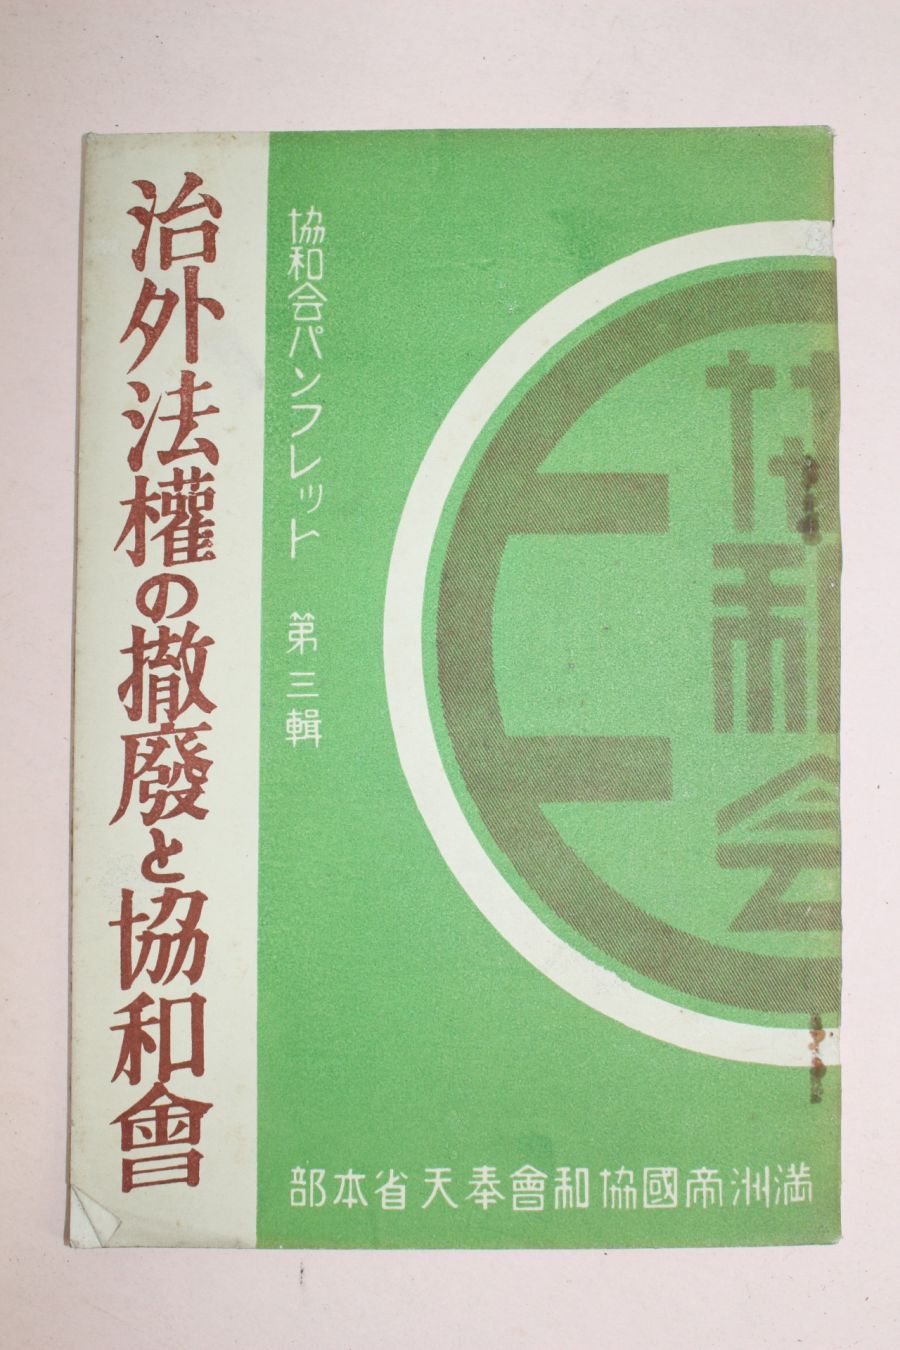 治外法權の撤廢と協和會
協和会パンフレット 第三輯
協和会
満洲帝國協和會奉天省本部